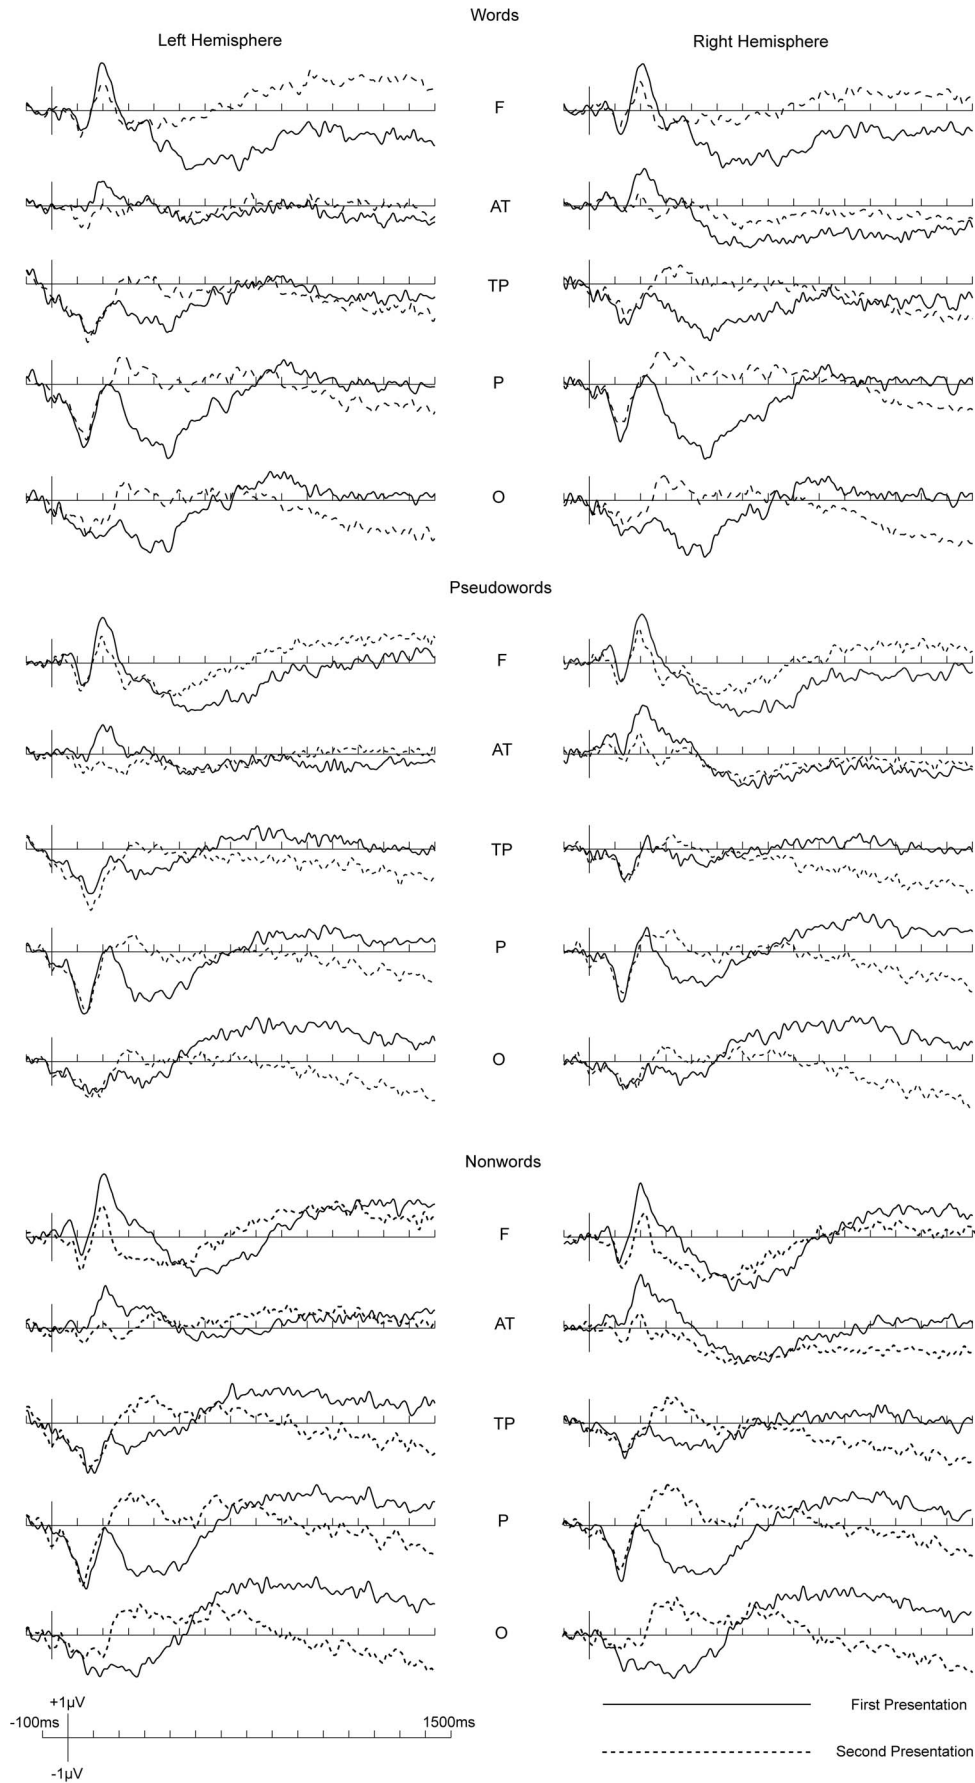 Words
Left Hemisphere Right Hemisphere
F
AT
TP
P
O
Pseudowords
F
AT
TP
P
O
Nonwords
F
AT
TP
P
O
+1μV
-100ms 1500ms
-1μV
First Presentation
Second Presentation